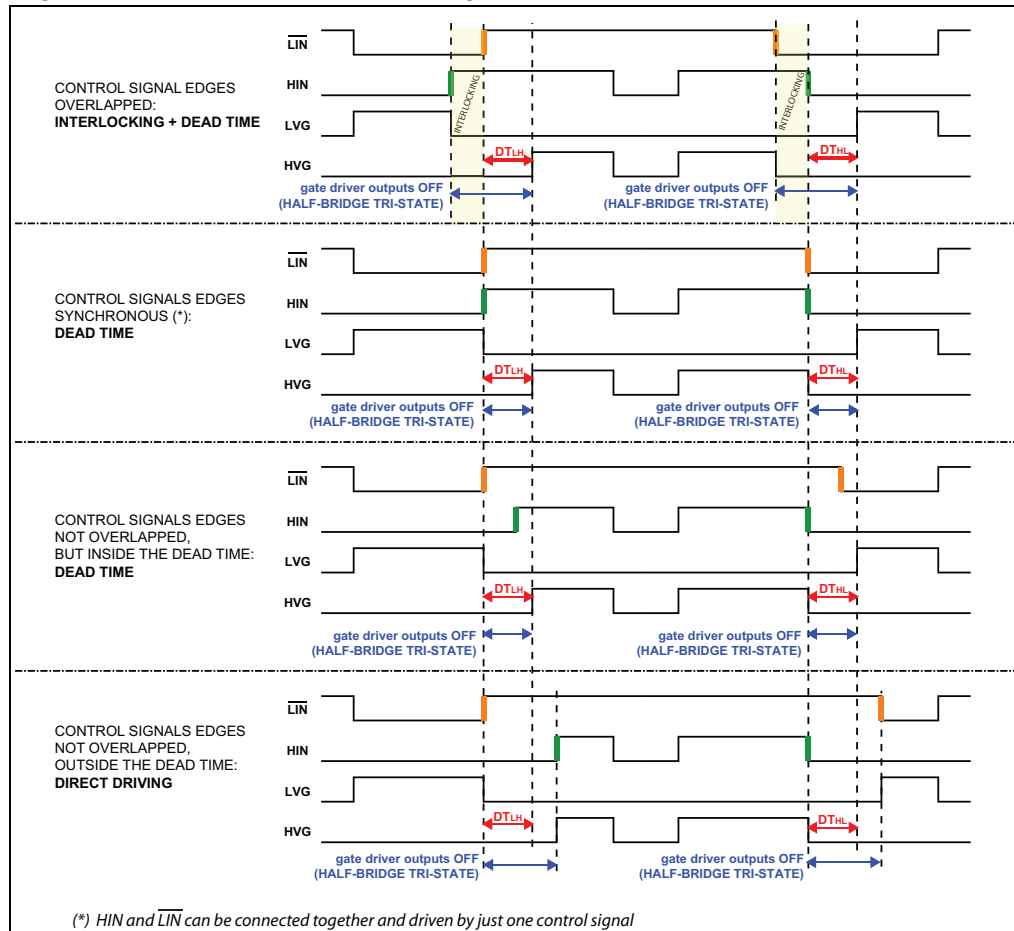 L̅I̅N̅
HIN
LVG
HVG
CONTROL SIGNAL EDGES
OVERLAPPED:
INTERLOCKING + DEAD TIME
INTERLOCKING
INTERLOCKING
DTLH
DTHL
gate driver outputs OFF
(HALF-BRIDGE TRI-STATE)
gate driver outputs OFF
(HALF-BRIDGE TRI-STATE)
L̅I̅N̅
HIN
LVG
HVG
CONTROL SIGNALS EDGES
SYNCHRONOUS (*):
DEAD TIME
DTLH
DTHL
gate driver outputs OFF
(HALF-BRIDGE TRI-STATE)
gate driver outputs OFF
(HALF-BRIDGE TRI-STATE)
L̅I̅N̅
HIN
LVG
HVG
CONTROL SIGNALS EDGES
NOT OVERLAPPED,
BUT INSIDE THE DEAD TIME:
DEAD TIME
DTLH
DTHL
gate driver outputs OFF
(HALF-BRIDGE TRI-STATE)
gate driver outputs OFF
(HALF-BRIDGE TRI-STATE)
L̅I̅N̅
HIN
LVG
HVG
CONTROL SIGNALS EDGES
NOT OVERLAPPED,
OUTSIDE THE DEAD TIME:
DIRECT DRIVING
DTLH
DTHL
gate driver outputs OFF
(HALF-BRIDGE TRI-STATE)
gate driver outputs OFF
(HALF-BRIDGE TRI-STATE)
(*) HIN and L̅I̅N̅ can be connected together and driven by just one control signal